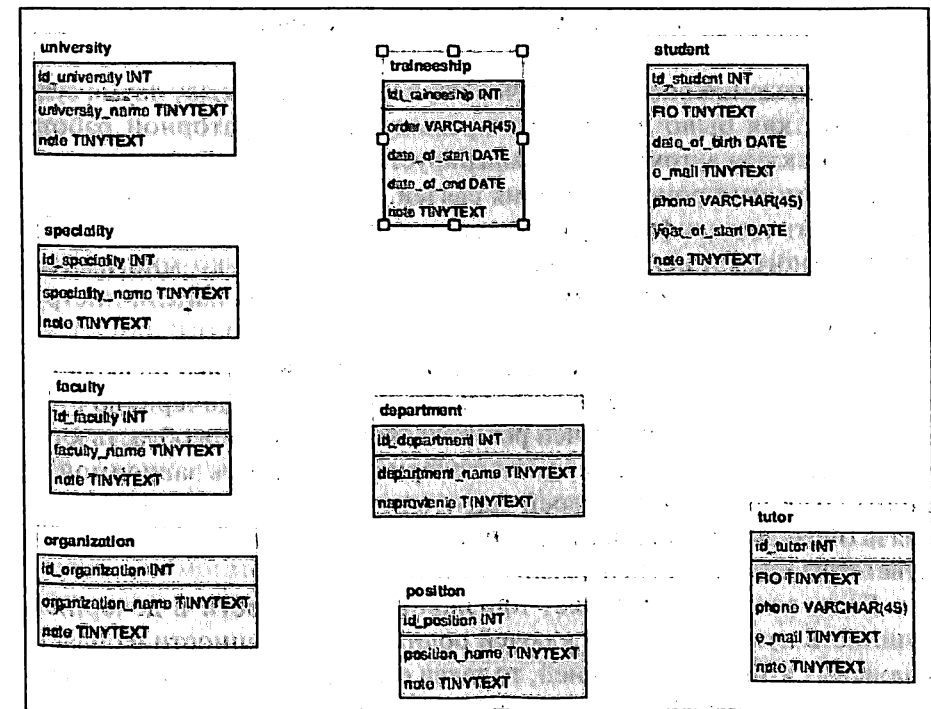 university
id_university INT
university_name TINYTEXT
note TINYTEXT
traineeship
id_traineeship INT
order VARCHAR(45)
date_of_start DATE
date_of_end DATE
note TINYTEXT
student
id_student INT
FIO TINYTEXT
date_of_birth DATE
e_mail TINYTEXT
phone VARCHAR(45)
year_of_start DATE
note TINYTEXT
speciality
id_speciality INT
speciality_name TINYTEXT
note TINYTEXT
faculty
id_faculty INT
faculty_name TINYTEXT
note TINYTEXT
department
id_department INT
department_name TINYTEXT
napravlenie TINYTEXT
organization
id_organization INT
organization_name TINYTEXT
note TINYTEXT
position
id_position INT
position_name TINYTEXT
note TINYTEXT
tutor
id_tutor INT
FIO TINYTEXT
phone VARCHAR(45)
e_mail TINYTEXT
note TINYTEXT